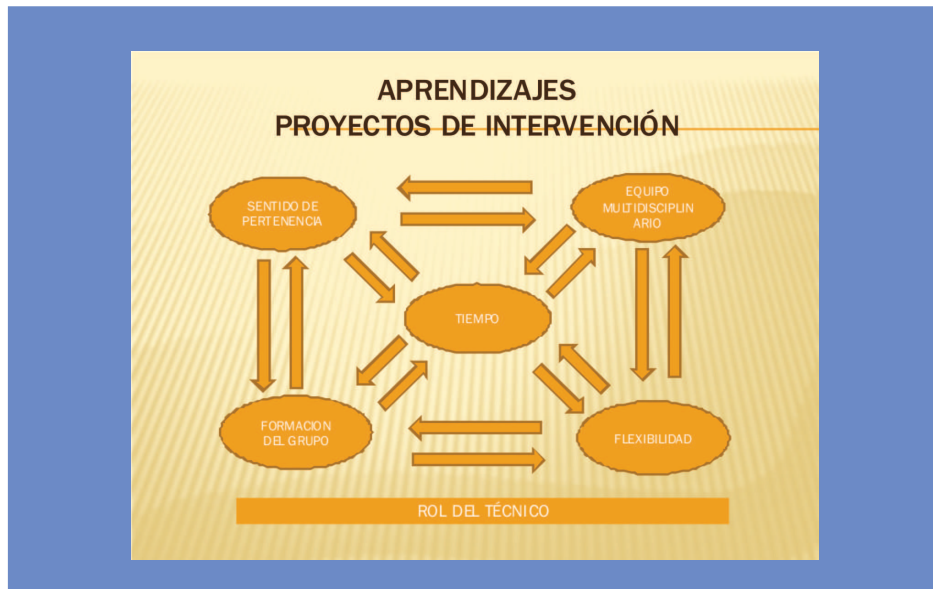 APRENDIZAJES
PROYECTOS DE INTERVENCIÓN
SENTIDO DE
PERTENENCIA
EQUIPO
MULTIDISCIPLIN
ARIO
TIEMPO
FORMACION
DEL GRUPO
FLEXIBILIDAD
ROL DEL TÉCNICO